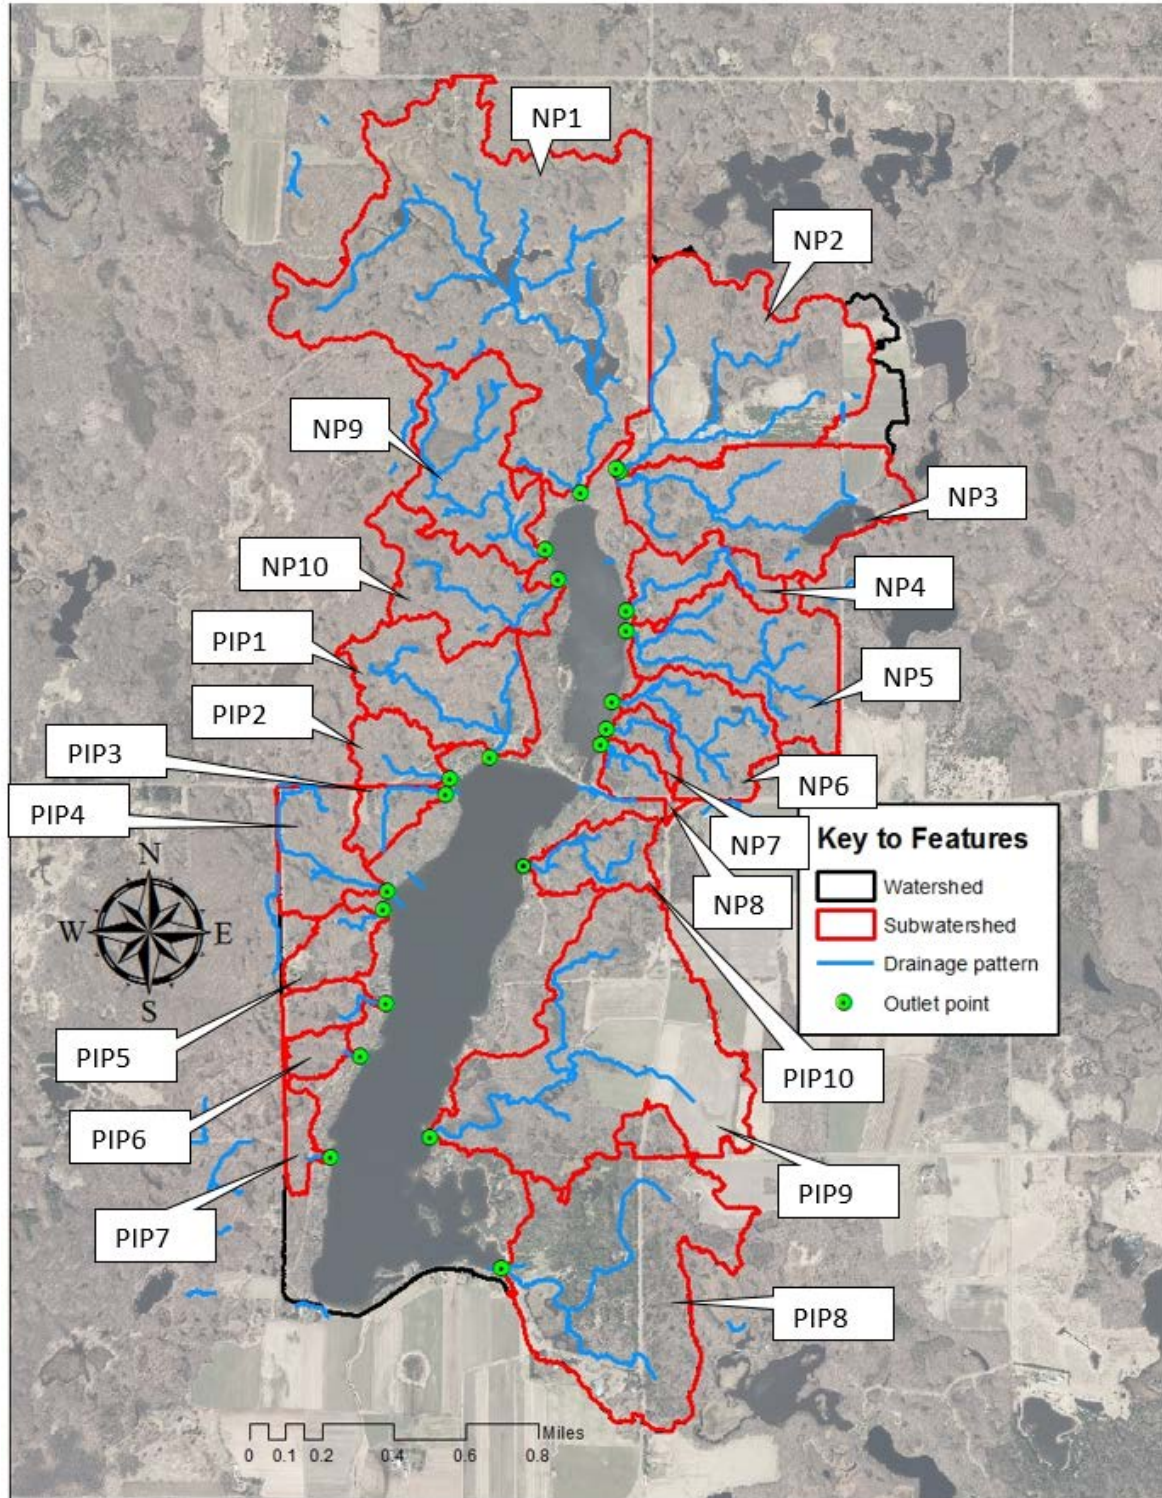 NP1
NP2
NP9
NP3
NP10
NP4
PIP1
NP5
PIP2
PIP3
NP6
PIP4
NP7
NP8
N
W E
S
Key to Features
Watershed
Subwatershed
Drainage pattern
Outlet point
PIP5
PIP10
PIP6
PIP9
PIP7
PIP8
Miles
0 0.1 0.2 0.4 0.6 0.8